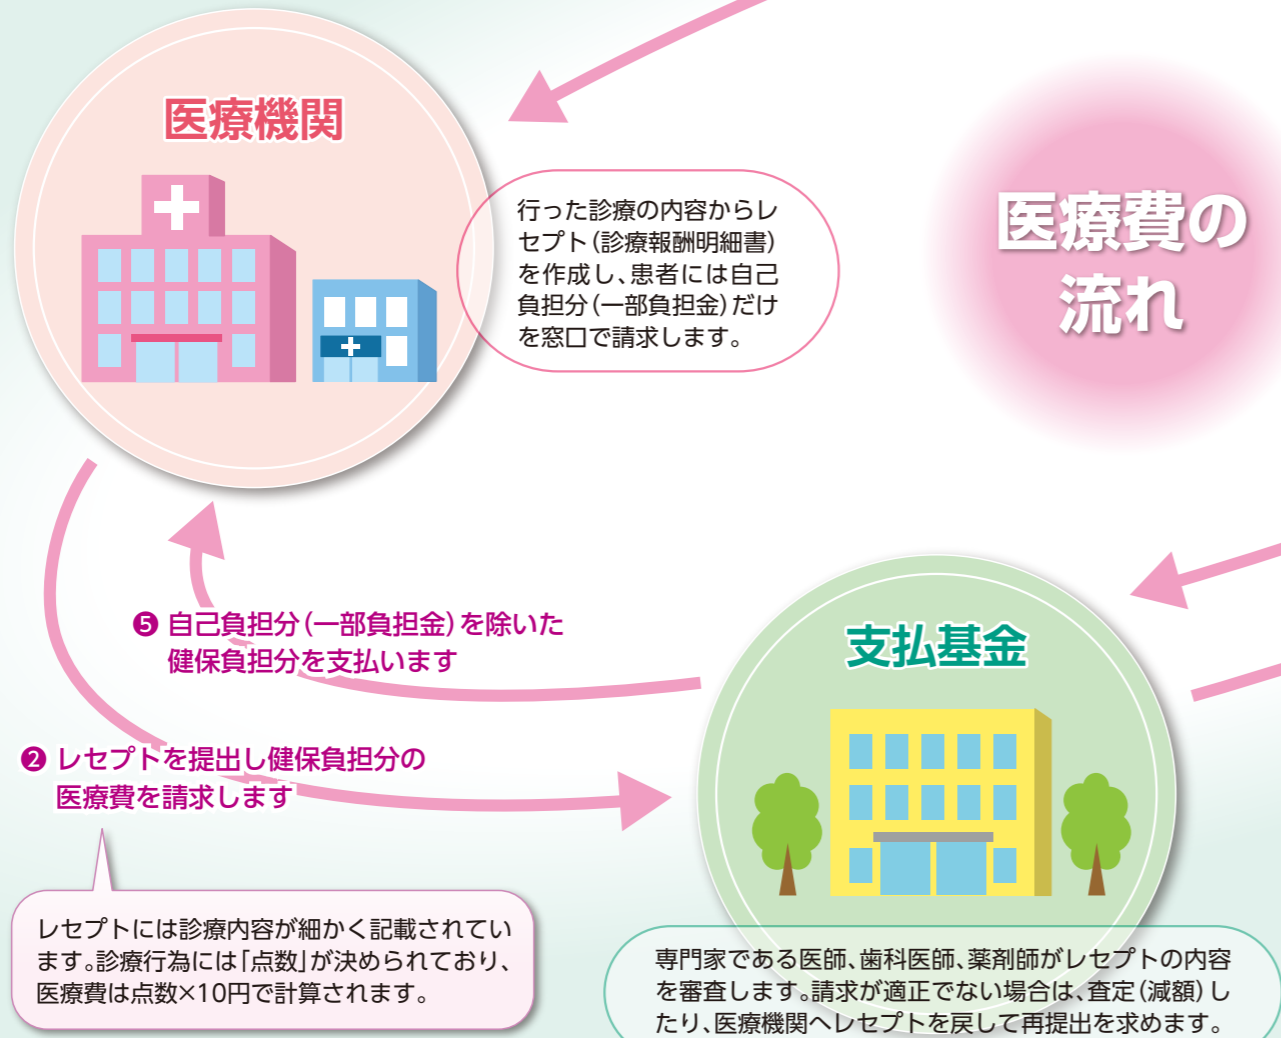 医療機関
行った診療の内容からレ
セプト(診療報酬明細書)
を作成し、患者には自己
負担分(一部負担金)だけ
を窓口で請求します。
医療費の
流れ
❺ 自己負担分(一部負担金)を除いた
健保負担分を支払います
支払基金
❷ レセプトを提出し健保負担分の
医療費を請求します
レセプトには診療内容が細かく記載されてい
ます。診療行為には「点数」が決められており、
医療費は点数×10円で計算されます。
専門家である医師、歯科医師、薬剤師がレセプトの内容
を審査します。請求が適正でない場合は、査定(減額)し
たり、医療機関へレセプトを戻して再提出を求めます。